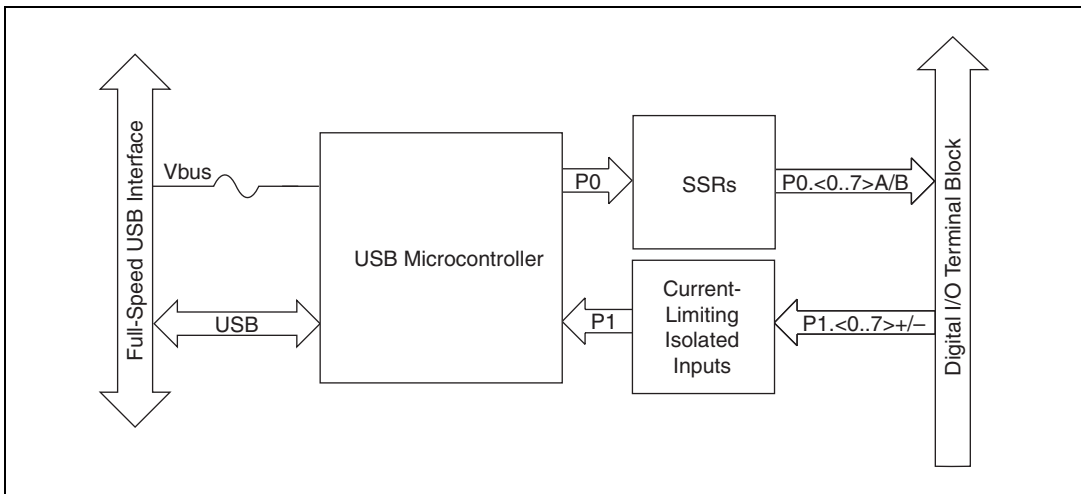 Full-Speed USB Interface
Vbus
USB
USB Microcontroller
P0
P1
SSRs
Current-
Limiting
Isolated
Inputs
P0.<0..7>A/B
P1.<0..7>+/–
Digital I/O Terminal Block